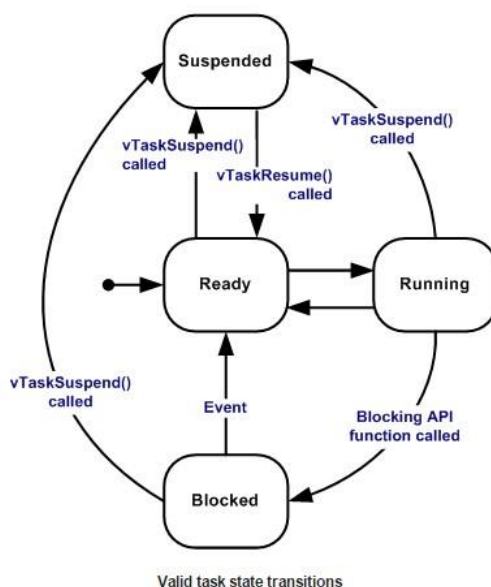 Suspended
vTaskSuspend()
called
vTaskSuspend()
called
vTaskResume()
called
Ready
Running
vTaskSuspend()
called
Event
Blocking API
function called
Blocked
Valid task state transitions